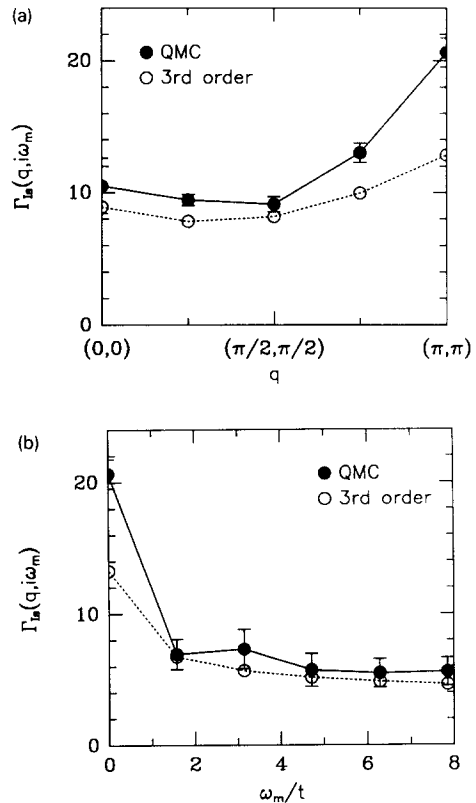 (a)
20
● QMC
○ 3rd order
Γ_Is(q,iω_m)
10
0
(0,0) (π/2,π/2) (π,π)
q
(b)
20
● QMC
○ 3rd order
Γ_Is(q,iω_m)
10
0
0 2 4 6 8
ω_m/t